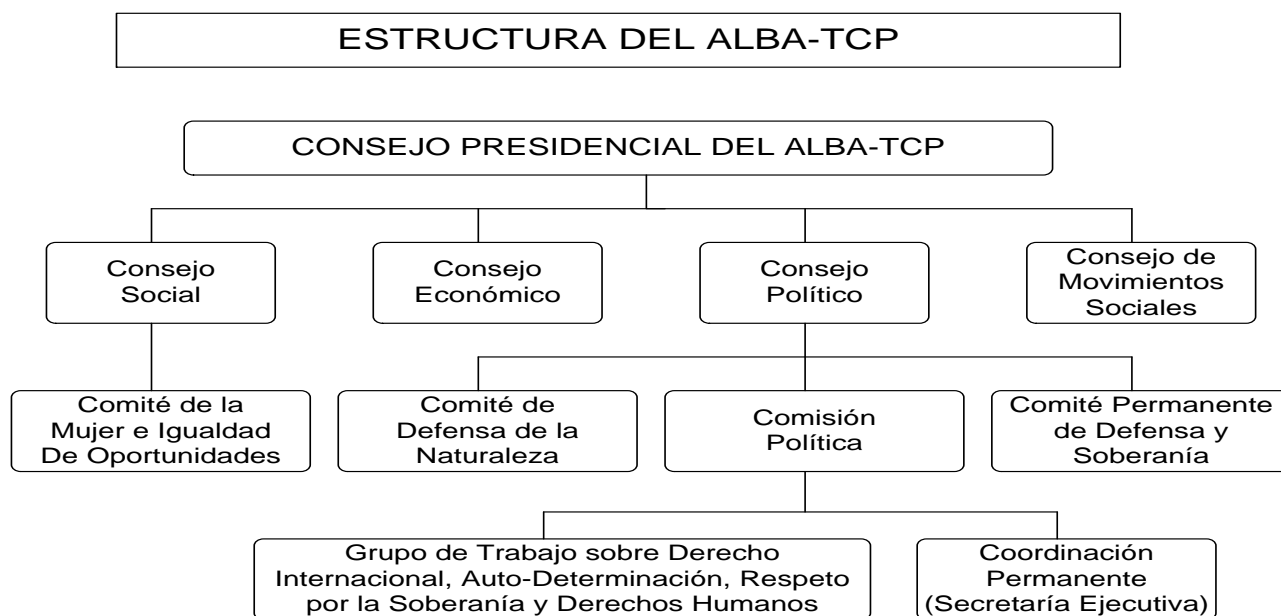 ESTRUCTURA DEL ALBA-TCP
CONSEJO PRESIDENCIAL DEL ALBA-TCP
Consejo
Social
Consejo
Económico
Consejo
Político
Consejo de
Movimientos
Sociales
Comité de la
Mujer e Igualdad
De Oportunidades
Comité de
Defensa de la
Naturaleza
Comisión
Política
Comité Permanente
de Defensa y
Soberanía
Grupo de Trabajo sobre Derecho
Internacional, Auto-Determinación, Respeto
por la Soberanía y Derechos Humanos
Coordinación
Permanente
(Secretaría Ejecutiva)